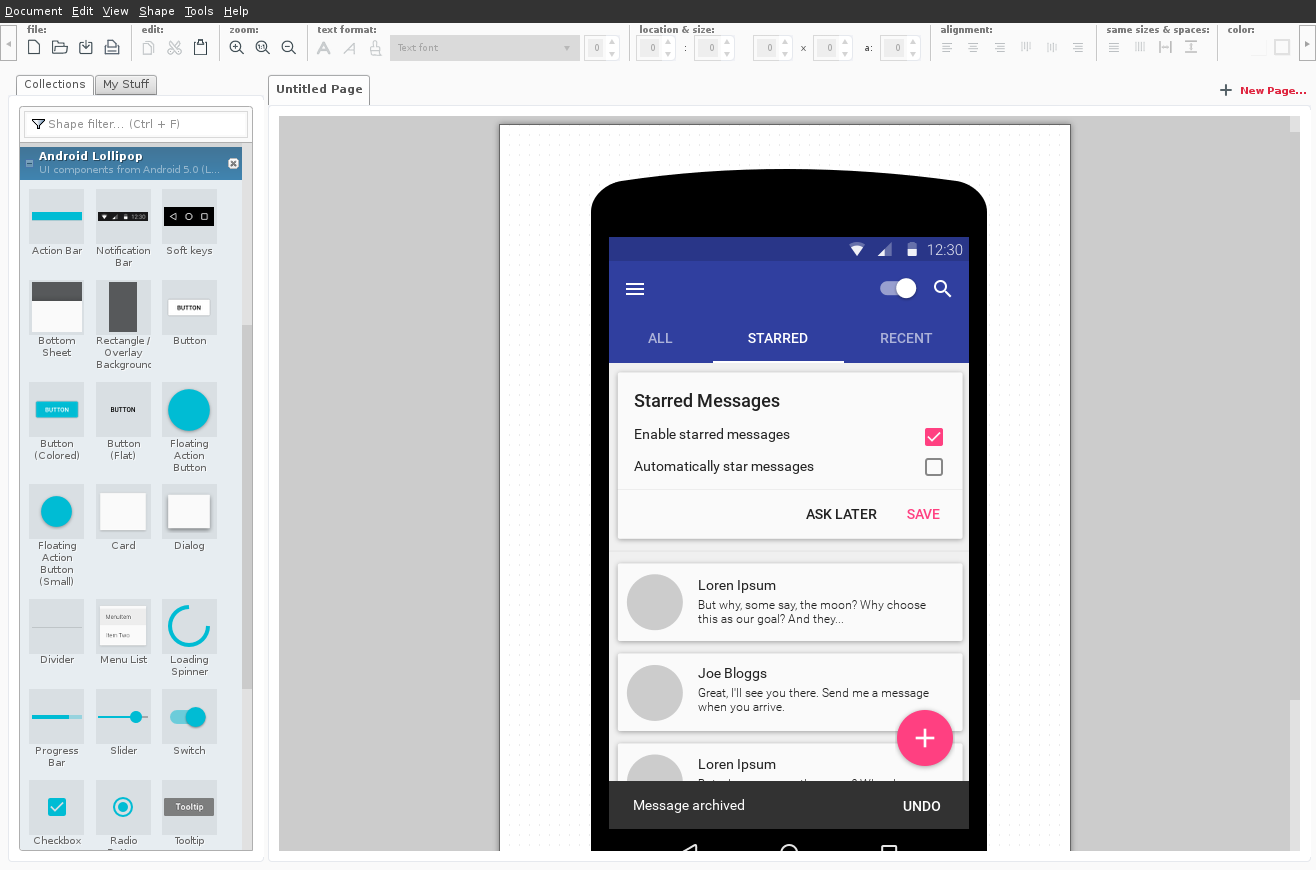 Document Edit View Shape Tools Help
file: edit: zoom: text format: location & size: alignment: same sizes & spaces: color:
Text font 0 0 : 0 0 x 0 a: 0
Collections My Stuff
Untitled Page
New Page...
Shape filter... (Ctrl + F)
Android Lollipop
UI components from Android 5.0 (L...
12:30
Action Bar
Notification
Bar
Soft keys
BUTTON
Bottom
Sheet
Rectangle /
Overlay
Background
Button
BUTTON
BUTTON
Button
(Colored)
Button
(Flat)
Floating
Action
Button
Floating
Action
Button
(Small)
Card
Dialog
MenuItem
Item Two
Divider
Menu List
Loading
Spinner
Progress
Bar
Slider
Switch
Tooltip
Checkbox
Radio
Tooltip
12:30
ALL STARRED RECENT
Starred Messages
Enable starred messages
Automatically star messages
ASK LATER SAVE
Loren Ipsum
But why, some say, the moon? Why choose
this as our goal? And they...
Joe Bloggs
Great, I'll see you there. Send me a message
when you arrive.
Loren Ipsum
Message archived UNDO